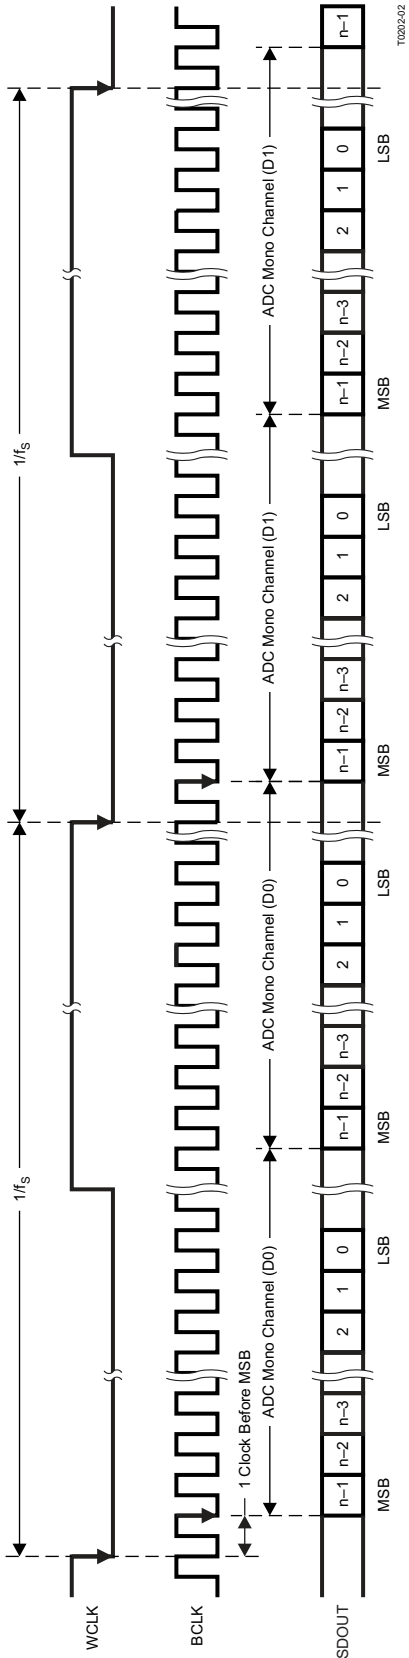 1/fS 1/fS
WCLK
BCLK
1 Clock Before MSB
ADC Mono Channel (D0) ADC Mono Channel (D0) ADC Mono Channel (D1) ADC Mono Channel (D1)
SDOUT n–1 n–2 n–3 2 1 0 n–1 n–2 n–3 2 1 0 n–1 n–2 n–3 2 1 0 n–1 n–2 n–3 2 1 0 n–1
MSB LSB MSB LSB MSB LSB MSB LSB
T0202-02